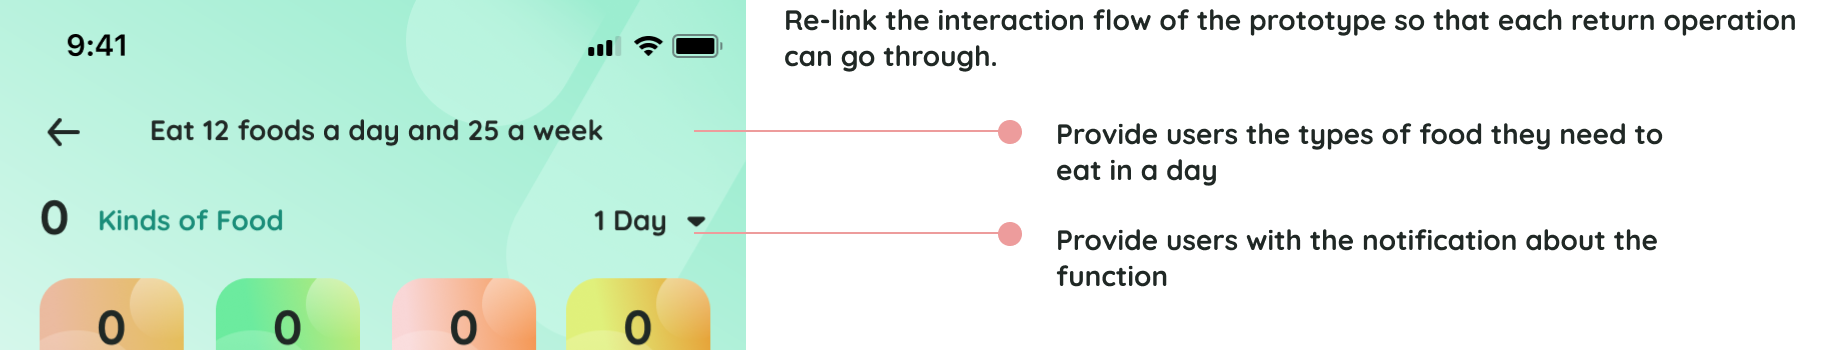 9:41
Eat 12 foods a day and 25 a week
0 Kinds of Food
1 Day
0 0 0 0
Re-link the interaction flow of the prototype so that each return operation
can go through.
Provide users the types of food they need to
eat in a day
Provide users with the notification about the
function